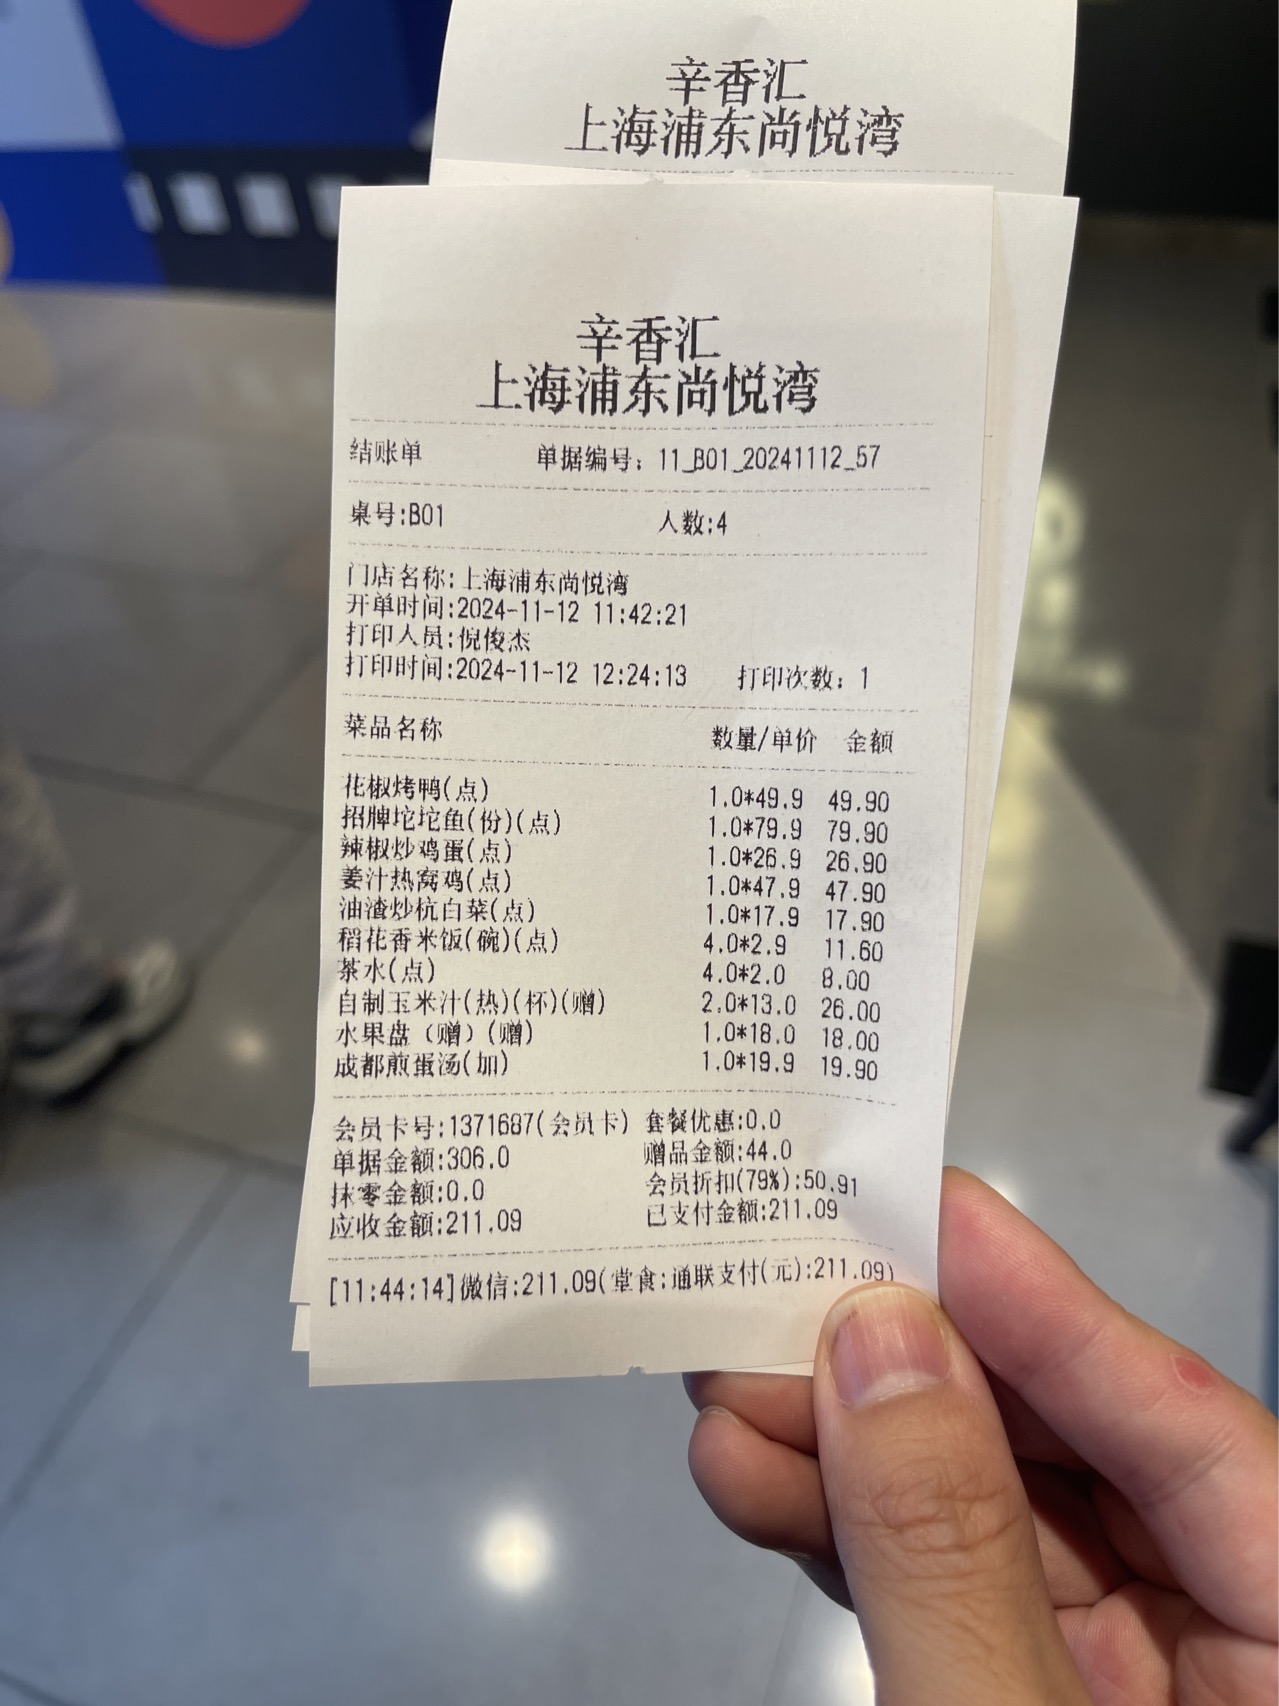 辛香汇
上海浦东尚悦湾
辛香汇
上海浦东尚悦湾
结账单 单据编号：11_B01_20241112_57
桌号:B01 人数:4
门店名称:上海浦东尚悦湾
开单时间:2024-11-12 11:42:21
打印人员:倪俊杰
打印时间:2024-11-12 12:24:13 打印次数：1
菜品名称 数量/单价 金额
花椒烤鸭(点) 1.0*49.9 49.90
招牌坨坨鱼(份)(点) 1.0*79.9 79.90
辣椒炒鸡蛋(点) 1.0*26.9 26.90
姜汁热窝鸡(点) 1.0*47.9 47.90
油渣炒杭白菜(点) 1.0*17.9 17.90
稻花香米饭(碗)(点) 4.0*2.9 11.60
茶水(点) 4.0*2.0 8.00
自制玉米汁(热)(杯)(赠) 2.0*13.0 26.00
水果盘（赠）(赠) 1.0*18.0 18.00
成都煎蛋汤(加) 1.0*19.9 19.90
会员卡号:1371687(会员卡) 套餐优惠:0.0
单据金额:306.0 赠品金额:44.0
抹零金额:0.0 会员折扣(79%):50.91
应收金额:211.09 已支付金额:211.09
[11:44:14]微信:211.09(堂食:通联支付(元):211.09)